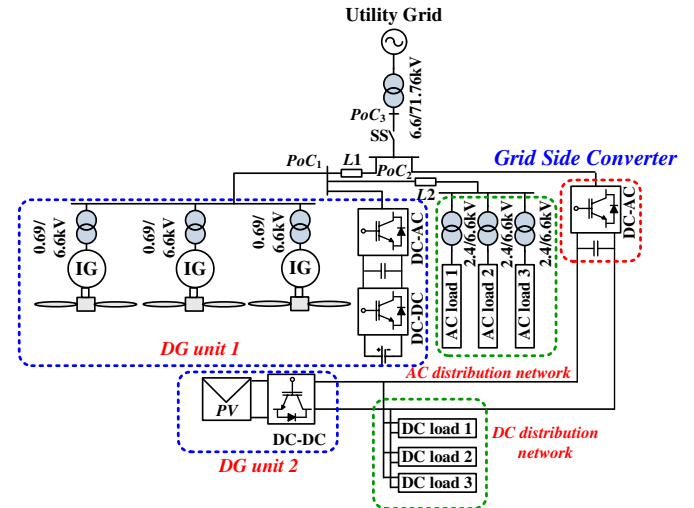 Utility Grid
6.6/71.76kV
PoC3
SS
PoC1
L1
PoC2
Grid Side Converter
L2
0.69/
6.6kV
0.69/
6.6kV
0.69/
6.6kV
DC-AC
2.4/6.6kV
2.4/6.6kV
2.4/6.6kV
DC-AC
IG
IG
IG
DC-DC
AC load 1
AC load 2
AC load 3
DG unit 1
AC distribution network
PV
DC-DC
DG unit 2
DC load 1
DC load 2
DC load 3
DC distribution
network